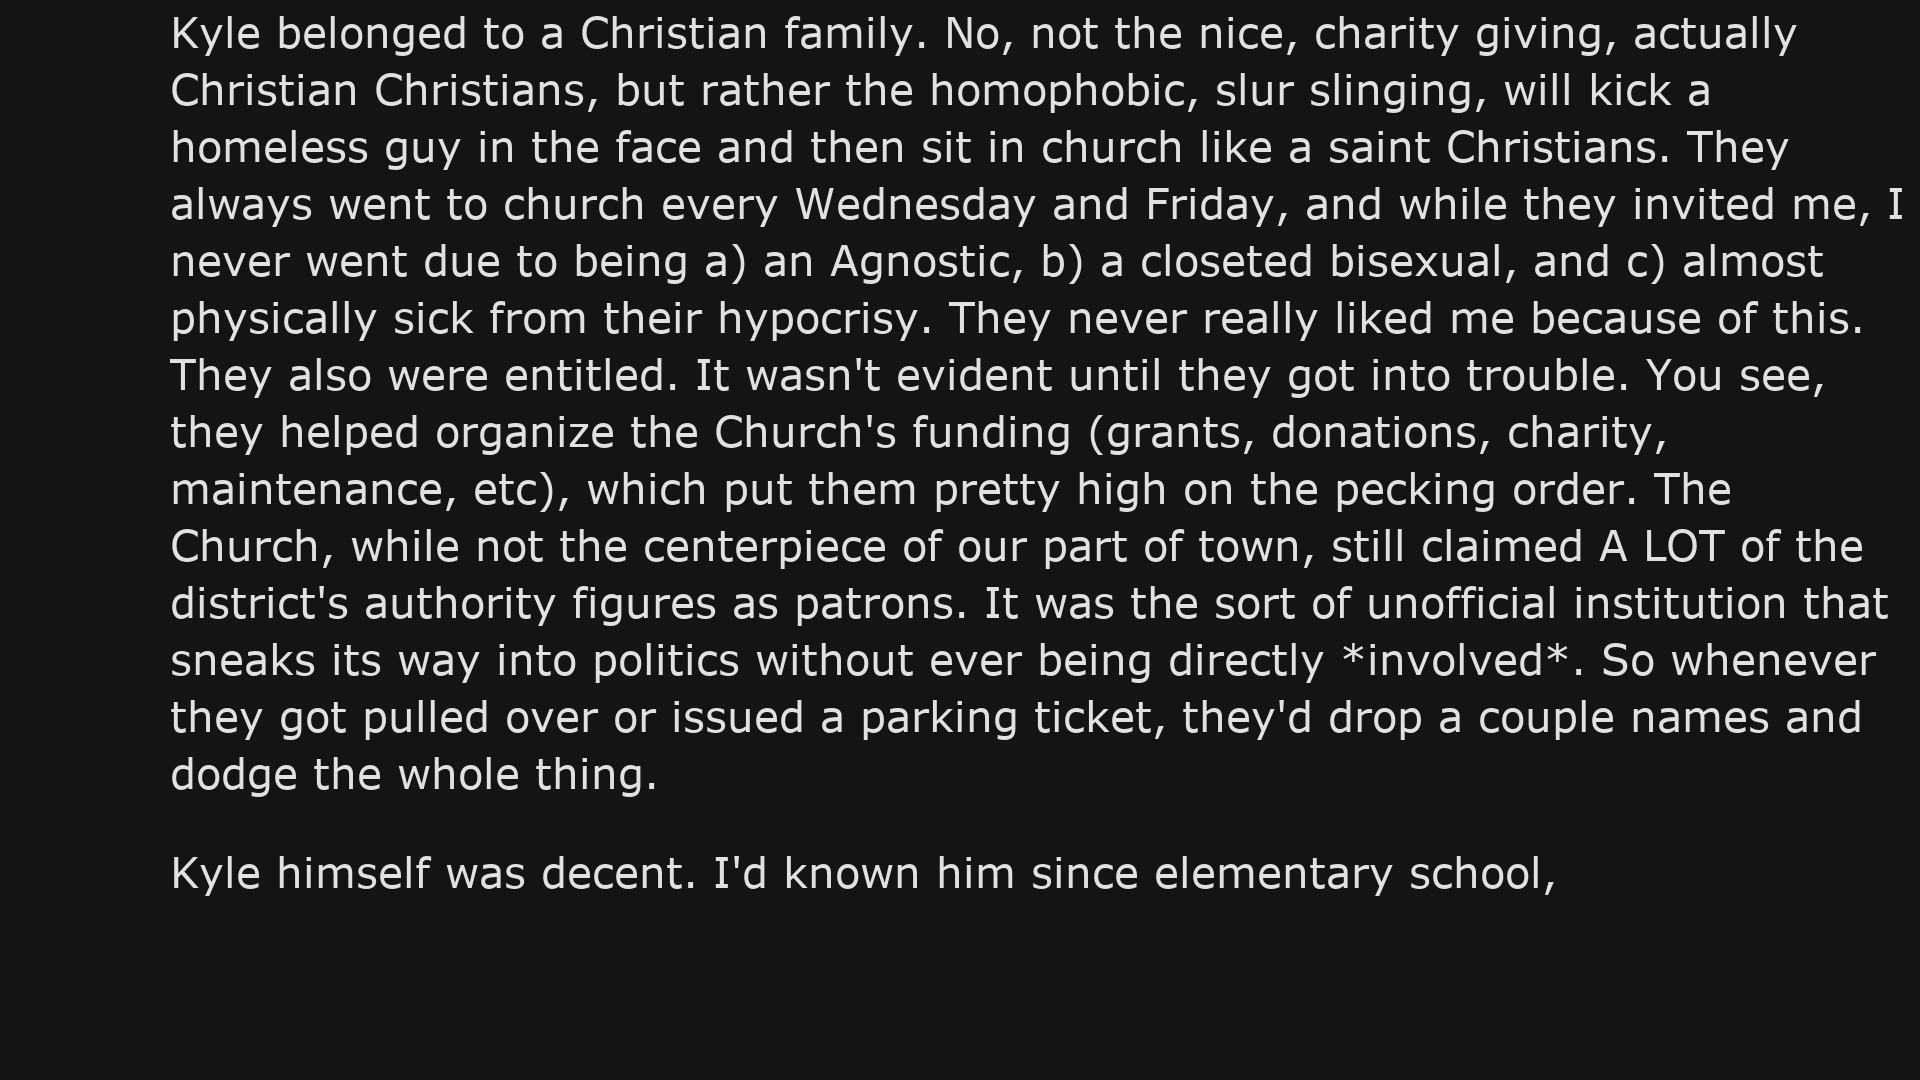 Kyle belonged to a Christian family. No, not the nice, charity giving, actually
Christian Christians, but rather the homophobic, slur slinging, will kick a
homeless guy in the face and then sit in church like a saint Christians. They
always went to church every Wednesday and Friday, and while they invited me, I
never went due to being a) an Agnostic, b) a closeted bisexual, and c) almost
physically sick from their hypocrisy. They never really liked me because of this.
They also were entitled. It wasn't evident until they got into trouble. You see,
they helped organize the Church's funding (grants, donations, charity,
maintenance, etc), which put them pretty high on the pecking order. The
Church, while not the centerpiece of our part of town, still claimed A LOT of the
district's authority figures as patrons. It was the sort of unofficial institution that
sneaks its way into politics without ever being directly *involved*. So whenever
they got pulled over or issued a parking ticket, they'd drop a couple names and
dodge the whole thing.
Kyle himself was decent. I'd known him since elementary school,